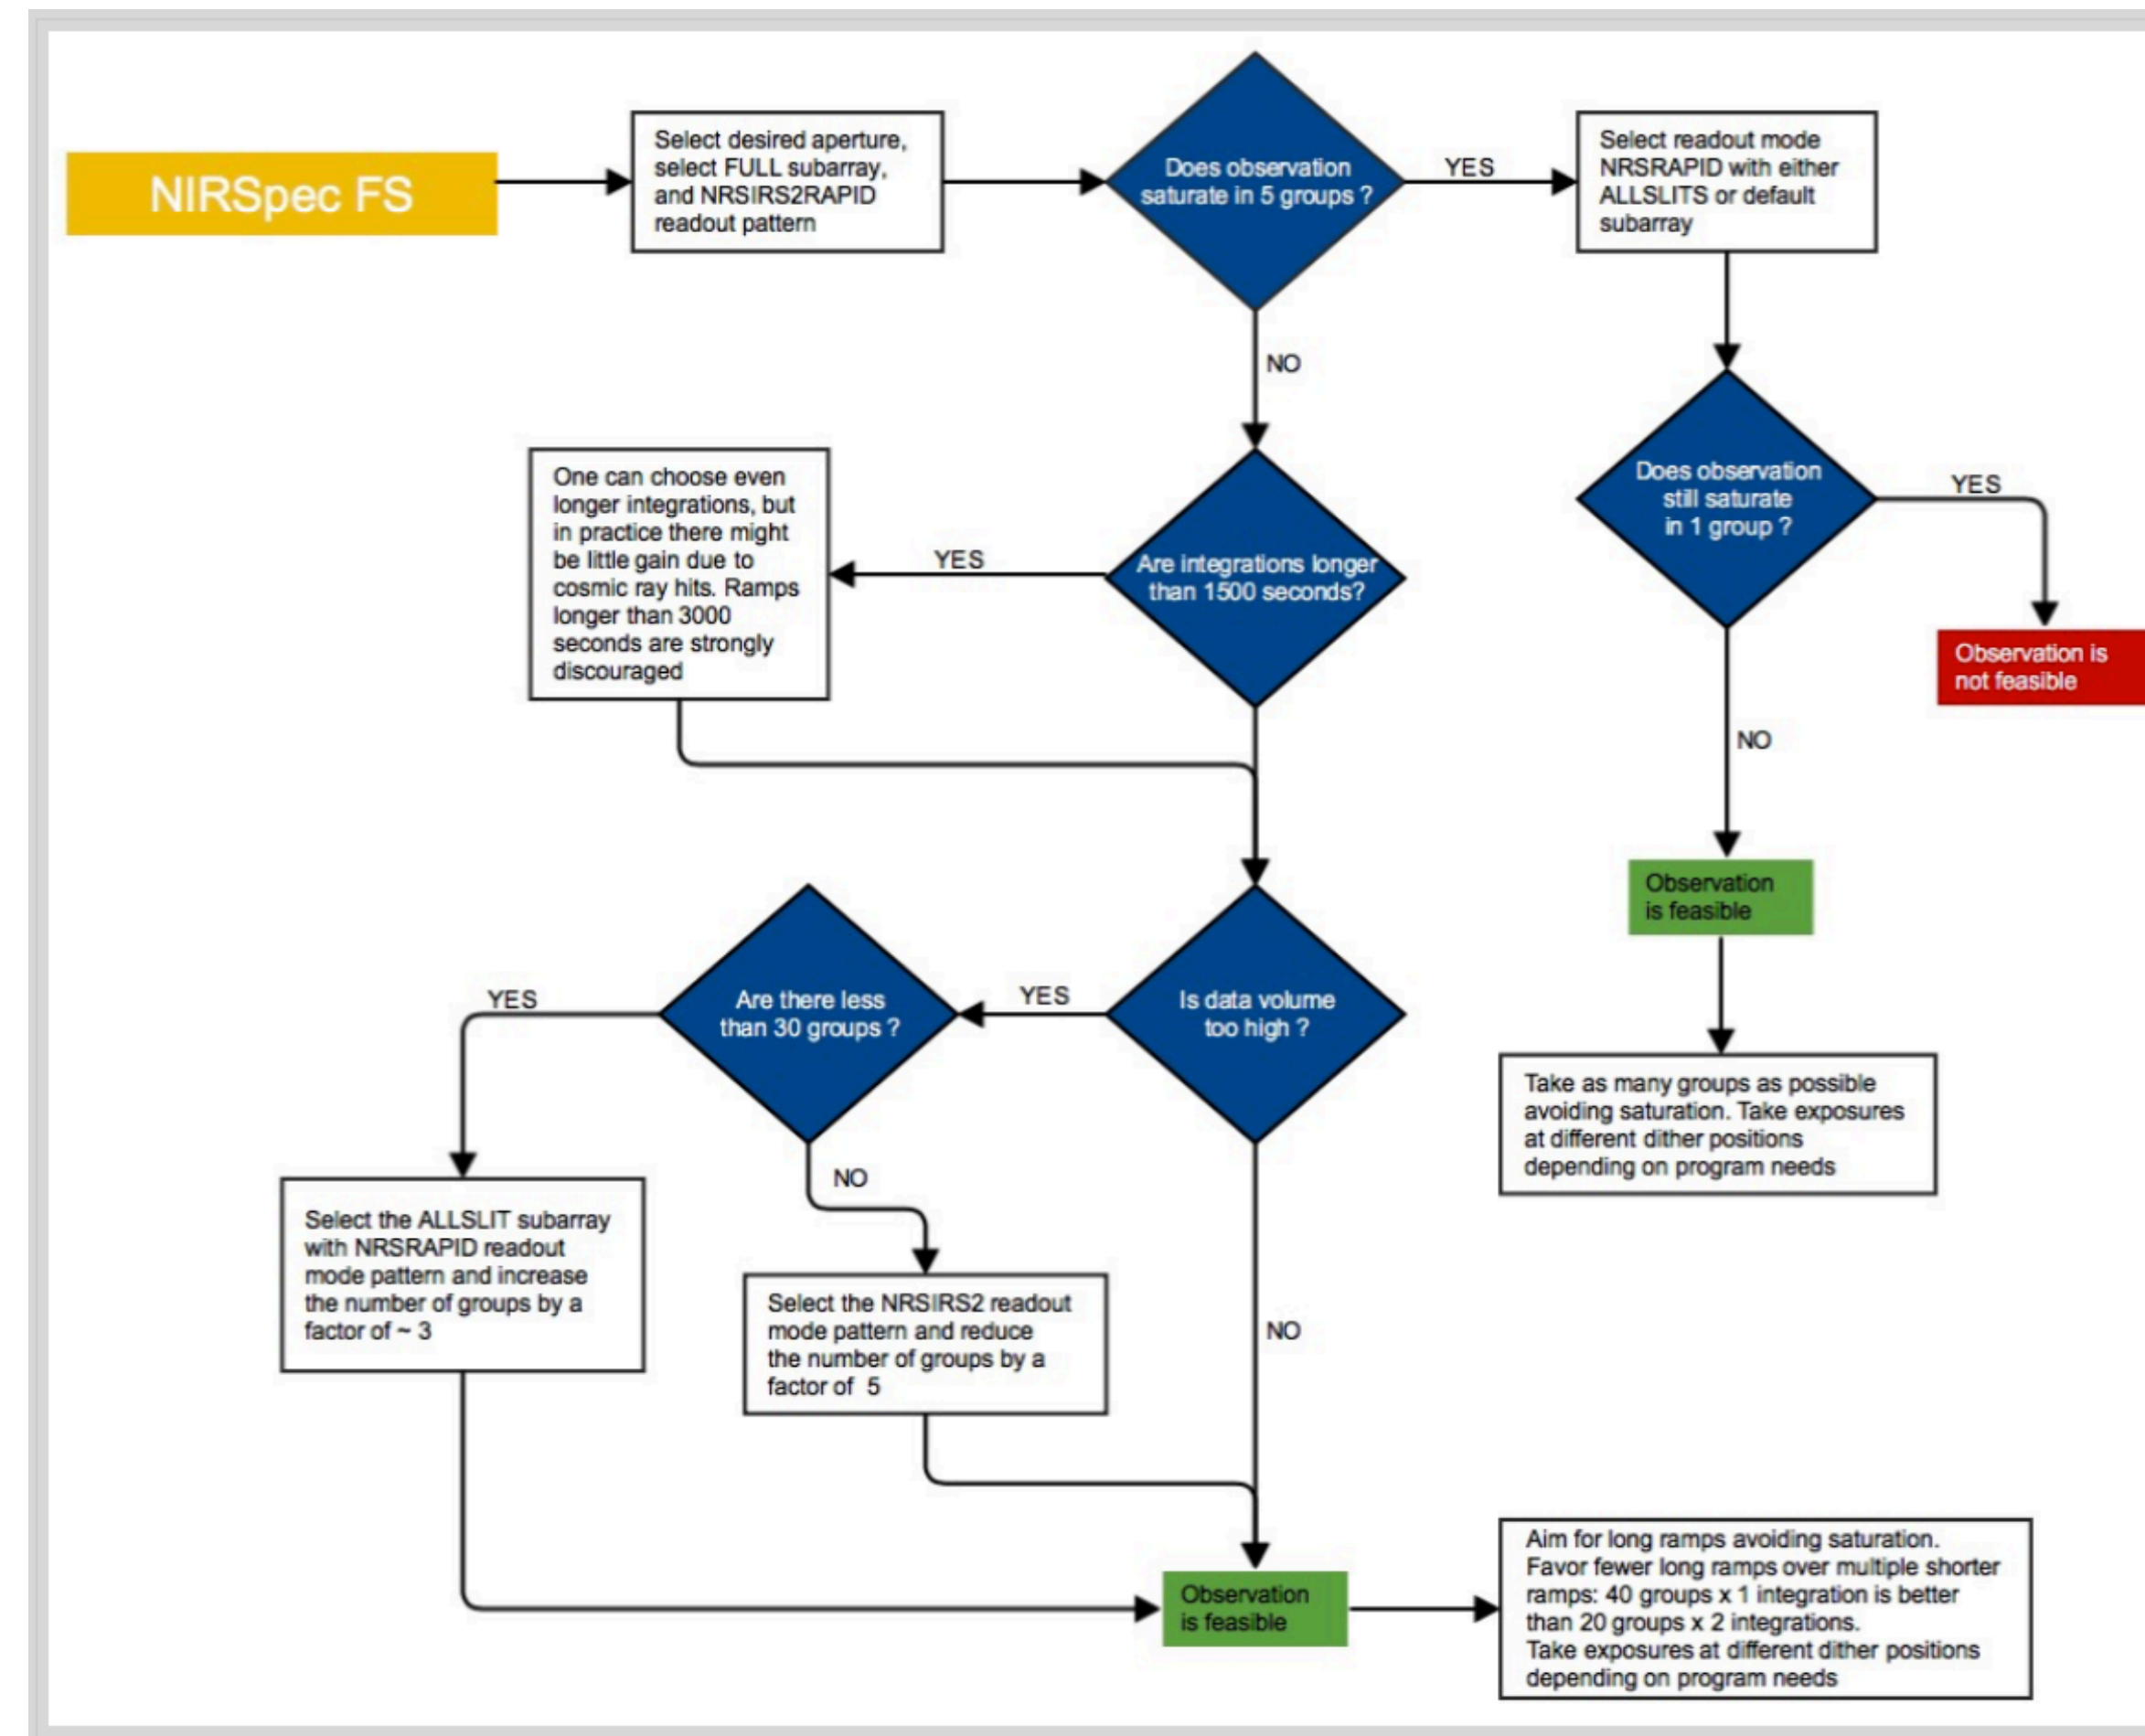 NIRSpec FS
Select desired aperture,
select FULL subarray,
and NRSIRS2RAPID
readout pattern
Does observation
saturate in 5 groups ?
YES
Select readout mode
NRSRAPID with either
ALLSLITS or default
subarray
NO
Does observation
still saturate
in 1 group ?
YES
Observation is
not feasible
NO
Observation
is feasible
Take as many groups as possible
avoiding saturation. Take exposures
at different dither positions
depending on program needs
Are integrations longer
than 1500 seconds?
YES
One can choose even
longer integrations, but
in practice there might
be little gain due to
cosmic ray hits. Ramps
longer than 3000
seconds are strongly
discouraged
Is data volume
too high ?
YES
Are there less
than 30 groups ?
YES
Select the ALLSLIT subarray
with NRSRAPID readout
mode pattern and increase
the number of groups by a
factor of ~ 3
NO
Select the NRSIRS2 readout
mode pattern and reduce
the number of groups by a
factor of 5
NO
Observation
is feasible
Aim for long ramps avoiding saturation.
Favor fewer long ramps over multiple shorter
ramps: 40 groups x 1 integration is better
than 20 groups x 2 integrations.
Take exposures at different dither positions
depending on program needs